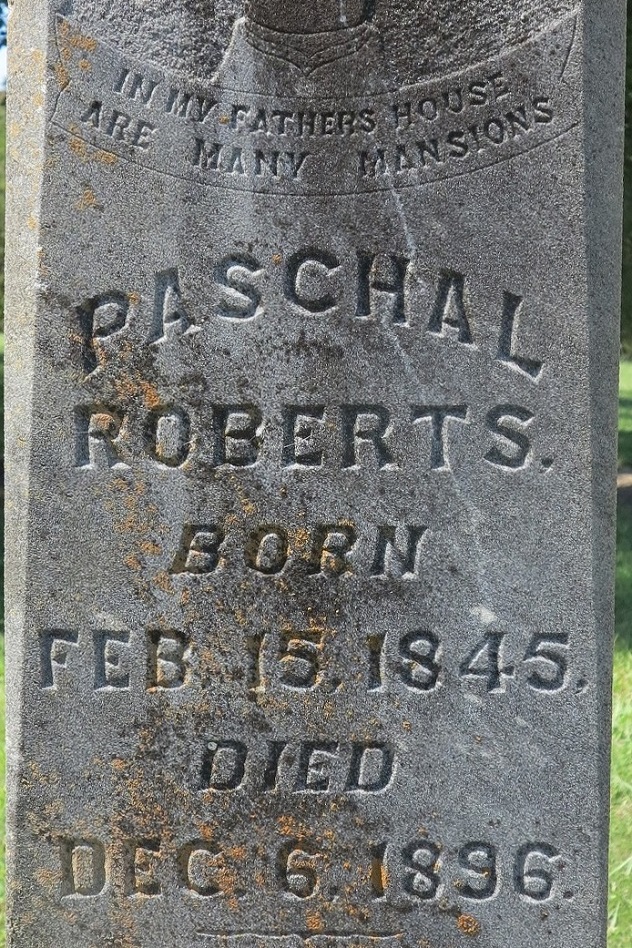 IN MY FATHERS HOUSE
ARE MANY MANSIONS
PASCHAL
ROBERTS.
BORN
FEB. 15, 1845,
DIED
DEC. 6, 1896.